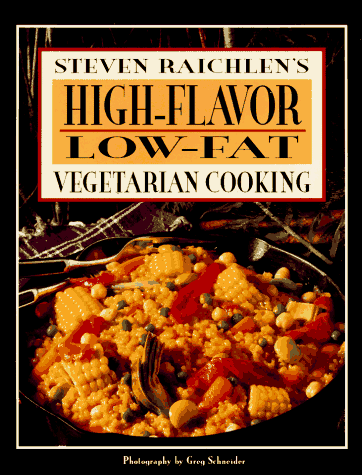 STEVEN RAICHLEN'S
HIGH-FLAVOR
LOW-FAT
VEGETARIAN COOKING
Photography by Greg Schneider